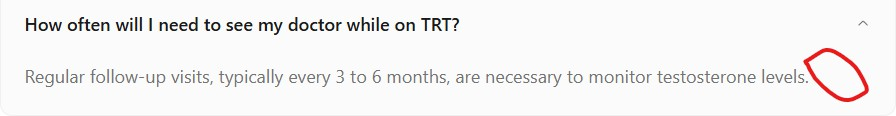 How often will I need to see my doctor while on TRT?
Regular follow-up visits, typically every 3 to 6 months, are necessary to monitor testosterone levels.